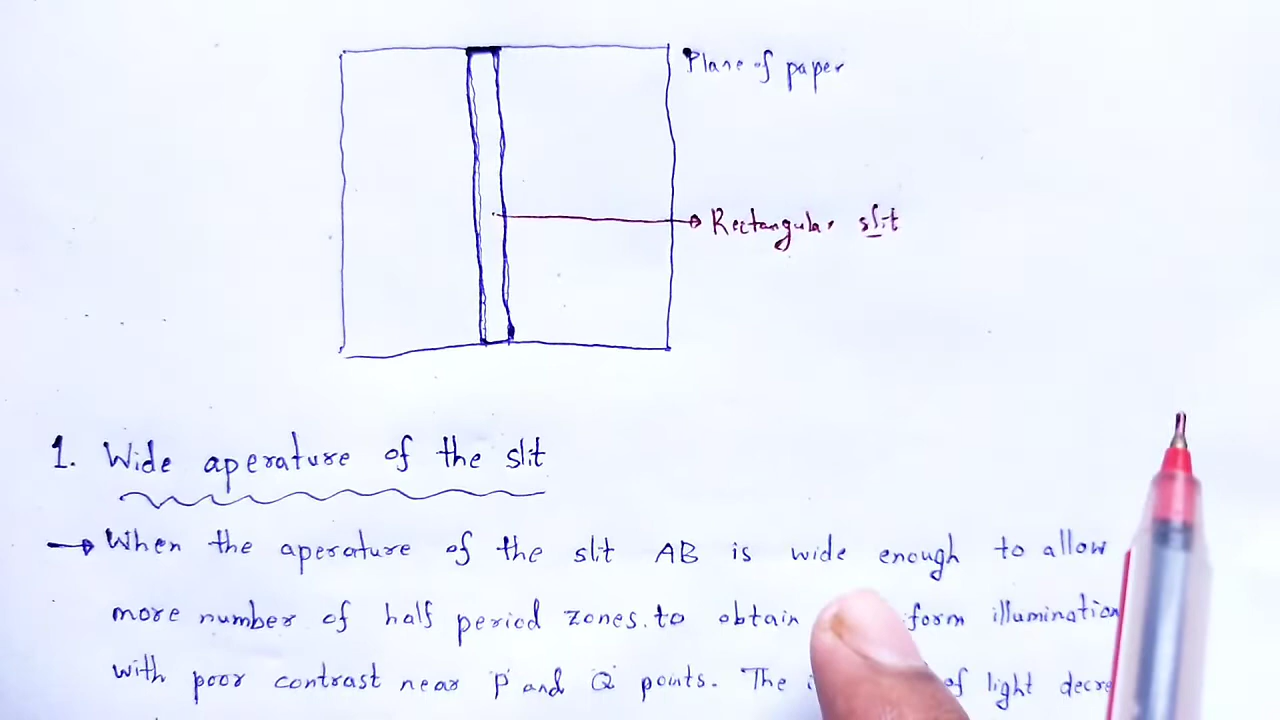 Plane of paper
Rectangular slit
1. Wide aperature of the slit
When the aperature of the slit AB is wide enough to allow
more number of half period zones. to obtain form illumination
with poor contrast near P and Q points. The of light